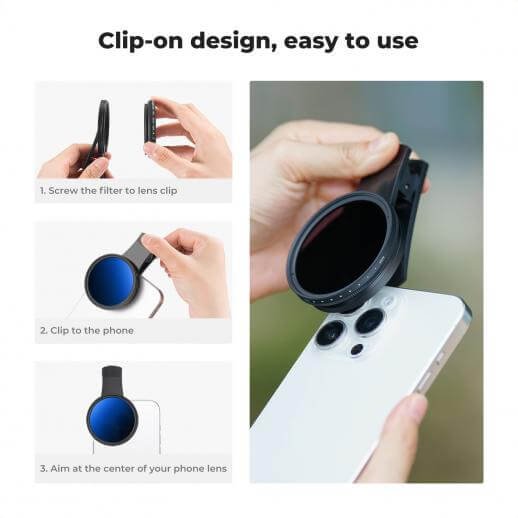 Clip-on design, easy to use
1. Screw the filter to lens clip
2. Clip to the phone
3. Aim at the center of your phone lens